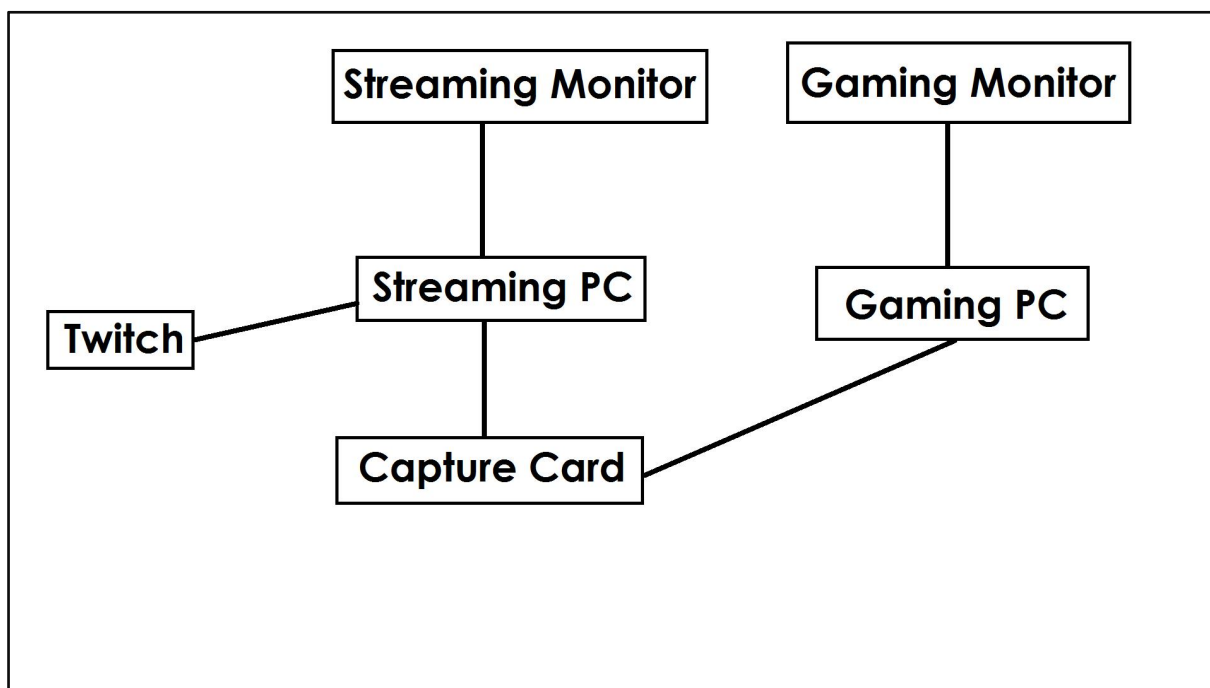 Streaming Monitor
Gaming Monitor
Streaming PC
Gaming PC
Twitch
Capture Card